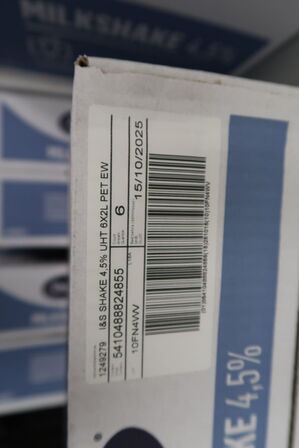 MILKSHAKE 4,5%
1249279 I&S SHAKE 4,5% UHT 6X2L PET EW
5410488824855
6
15/10/2025
10FN4WV
KE 4,5%